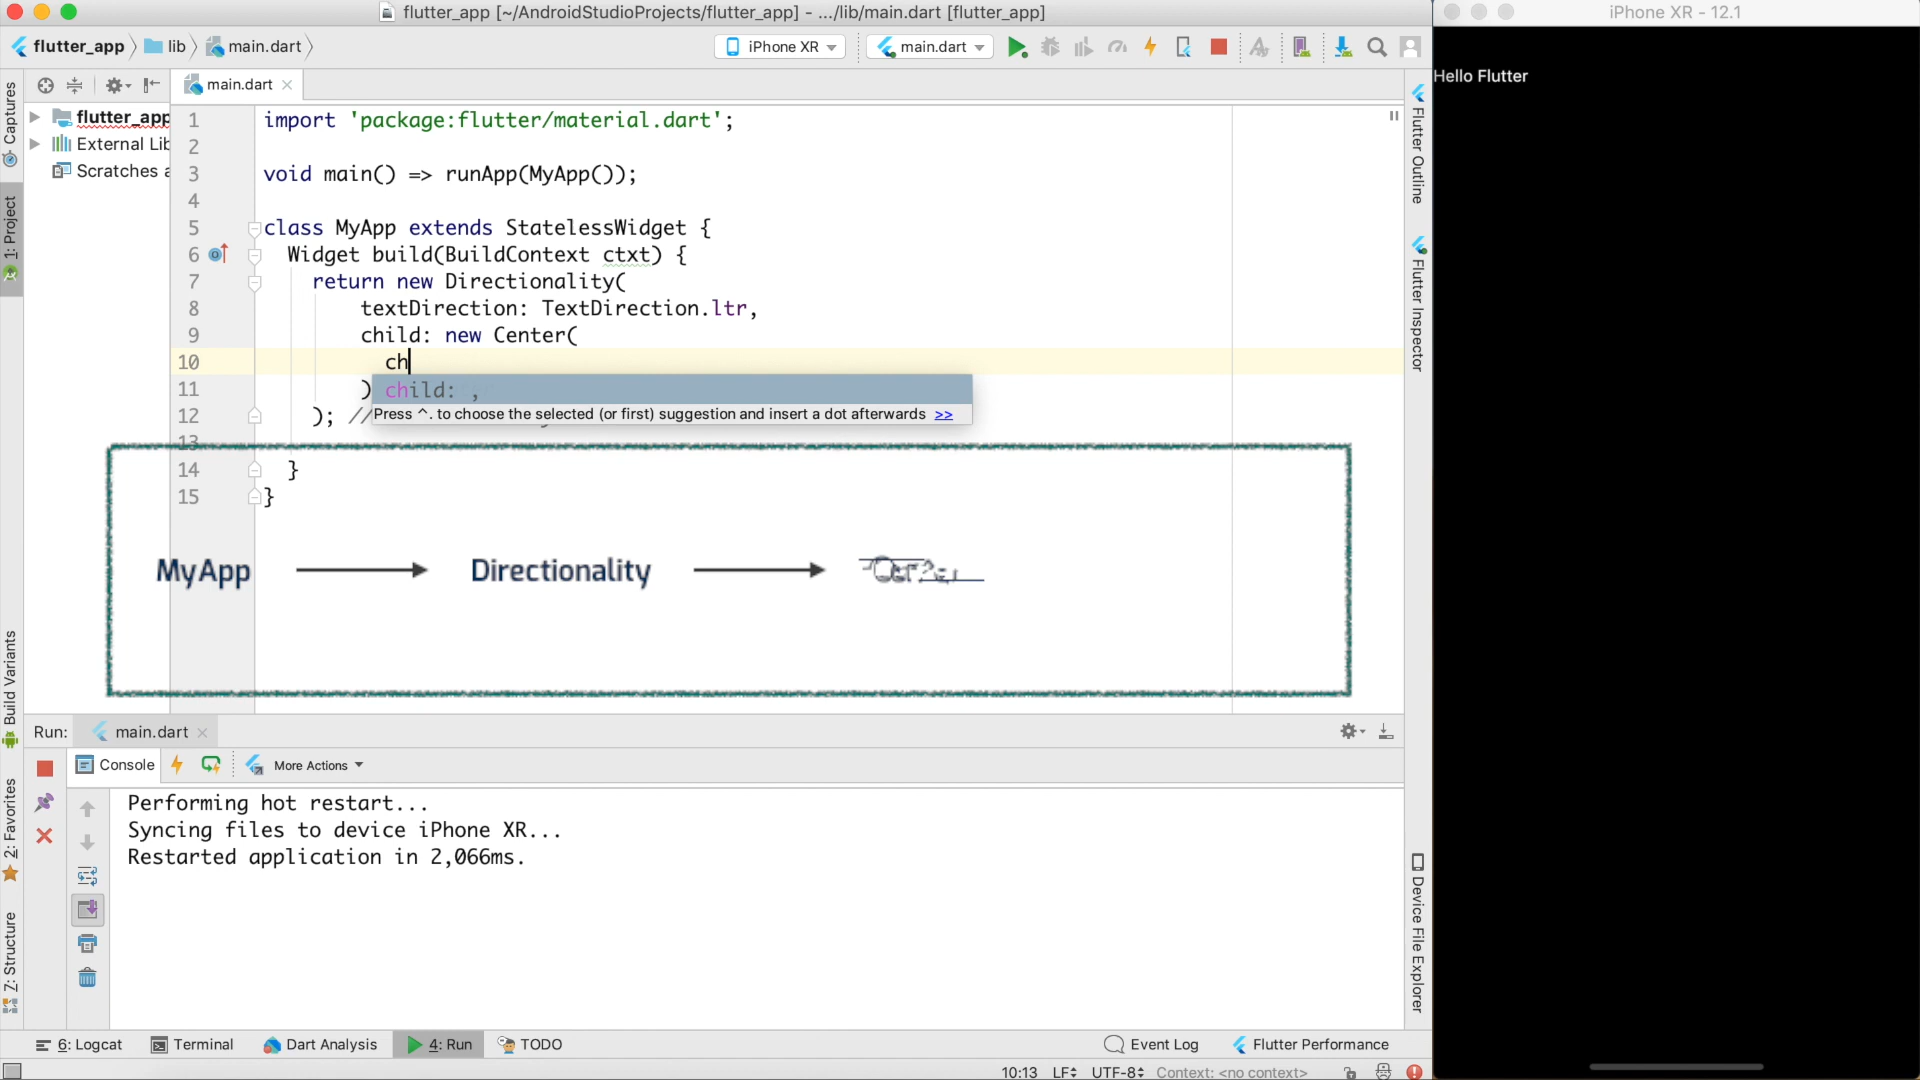 flutter_app [~/AndroidStudioProjects/flutter_app] - .../lib/main.dart [flutter_app]
iPhone XR - 12.1
flutter_app
lib
main.dart
iPhone XR
main.dart
Hello Flutter
main.dart
Captures
1: Project
Build Variants
2: Favorites
Z: Structure
flutter_app
External Lib
Scratches a
1 import 'package:flutter/material.dart';
2
3 void main() => runApp(MyApp());
4
5 class MyApp extends StatelessWidget {
6 Widget build(BuildContext ctxt) {
7 return new Directionality(
8 textDirection: TextDirection.ltr,
9 child: new Center(
10 ch
11 )
child: ,
12 ); //
Press ^. to choose the selected (or first) suggestion and insert a dot afterwards >>
13
14 }
15 }
MyApp
Directionality
Flutter Outline
Flutter Inspector
Device File Explorer
Run:
main.dart
Console
More Actions
Performing hot restart...
Syncing files to device iPhone XR...
Restarted application in 2,066ms.
6: Logcat
Terminal
Dart Analysis
4: Run
TODO
Event Log
Flutter Performance
10:13
LF
UTF-8
Context: <no context>